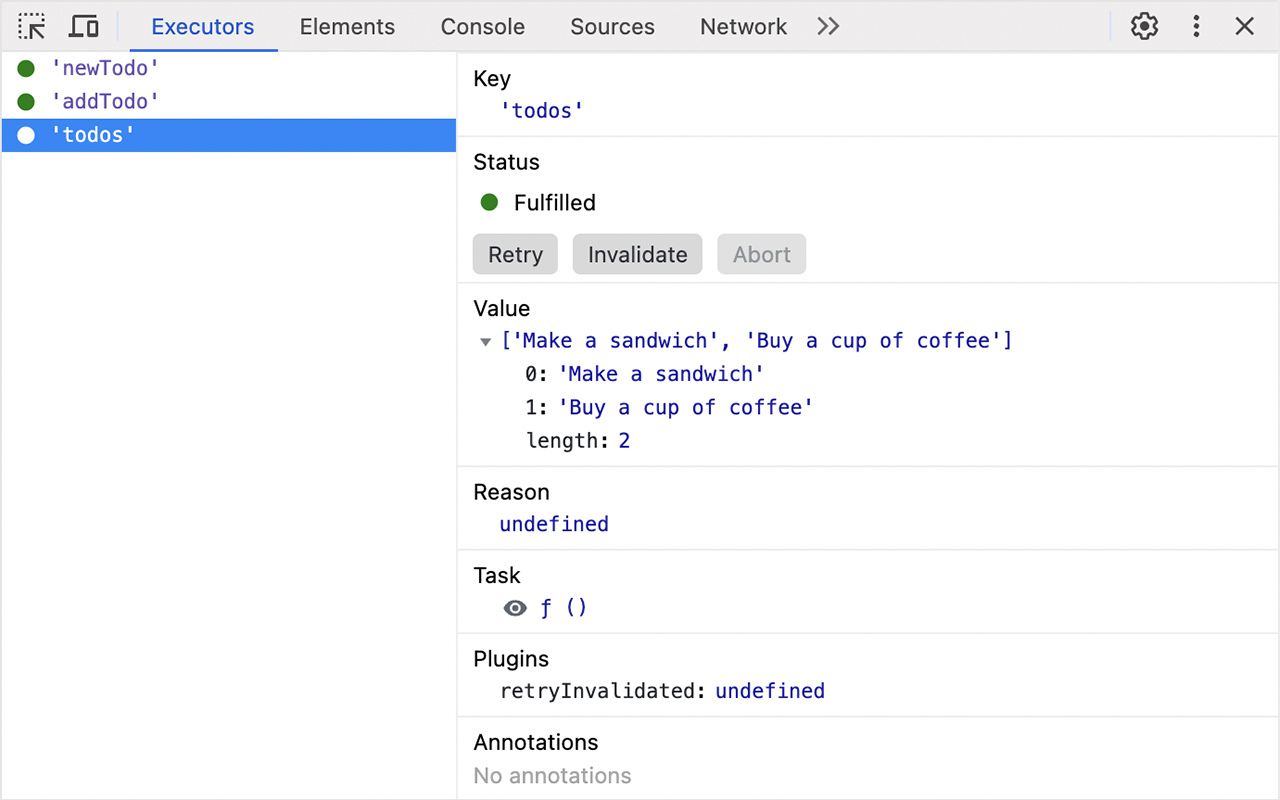 Executors Elements Console Sources Network
'newTodo'
'addTodo'
'todos'
Key
'todos'
Status
Fulfilled
Retry Invalidate Abort
Value
['Make a sandwich', 'Buy a cup of coffee']
0: 'Make a sandwich'
1: 'Buy a cup of coffee'
length: 2
Reason
undefined
Task
ƒ ()
Plugins
retryInvalidated: undefined
Annotations
No annotations